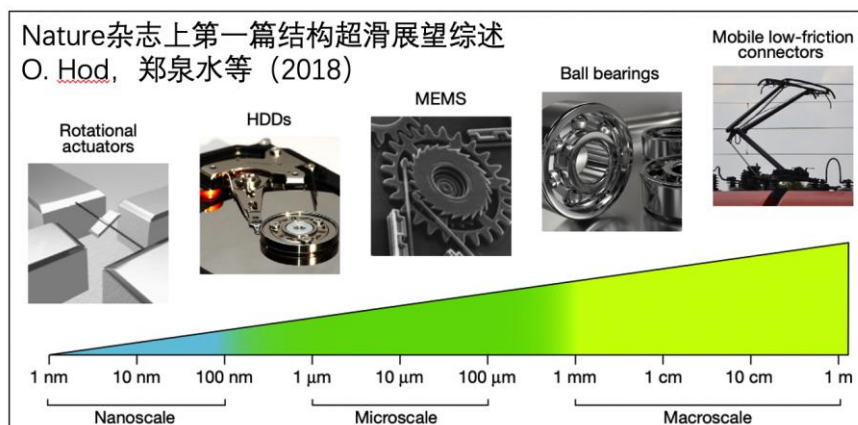 Nature杂志上第一篇结构超滑展望综述
O. Hod, 郑泉水等（2018）
Rotational
actuators
HDDs
MEMS
Ball bearings
Mobile low-friction
connectors
1 nm 10 nm 100 nm 1 μm 10 μm 100 μm 1 mm 1 cm 10 cm 1 m
Nanoscale Microscale Macroscale